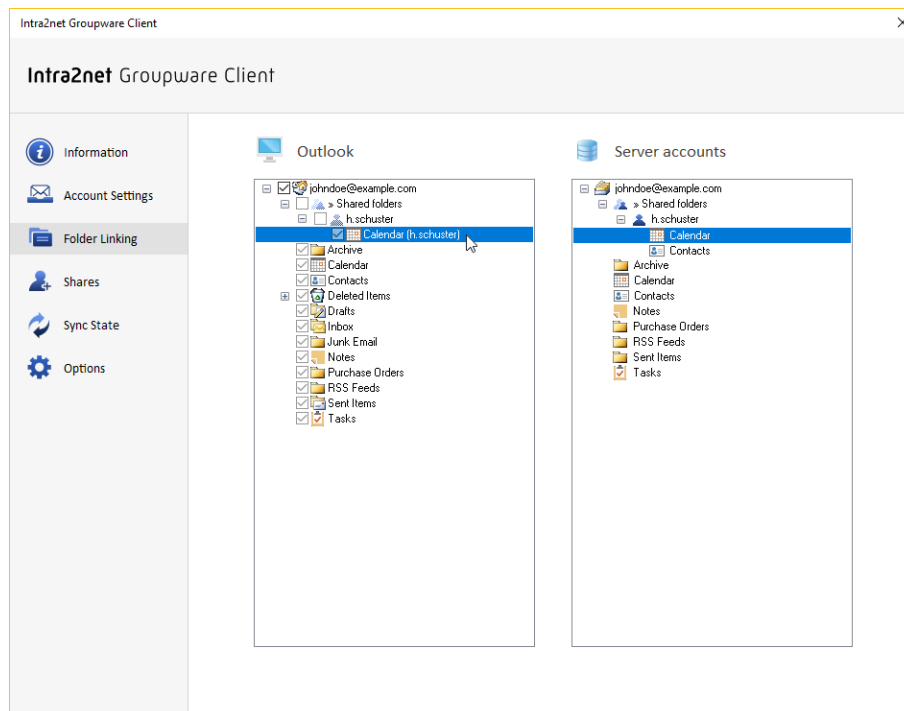 Intra2net Groupware Client
Intra2net Groupware Client
Information
Account Settings
Folder Linking
Shares
Sync State
Options
Outlook
johndoe@example.com
» Shared folders
h.schuster
Calendar (h.schuster)
Archive
Calendar
Contacts
Deleted Items
Drafts
Inbox
Junk Email
Notes
Purchase Orders
RSS Feeds
Sent Items
Tasks
Server accounts
johndoe@example.com
» Shared folders
h.schuster
Calendar
Contacts
Archive
Calendar
Contacts
Notes
Purchase Orders
RSS Feeds
Sent Items
Tasks